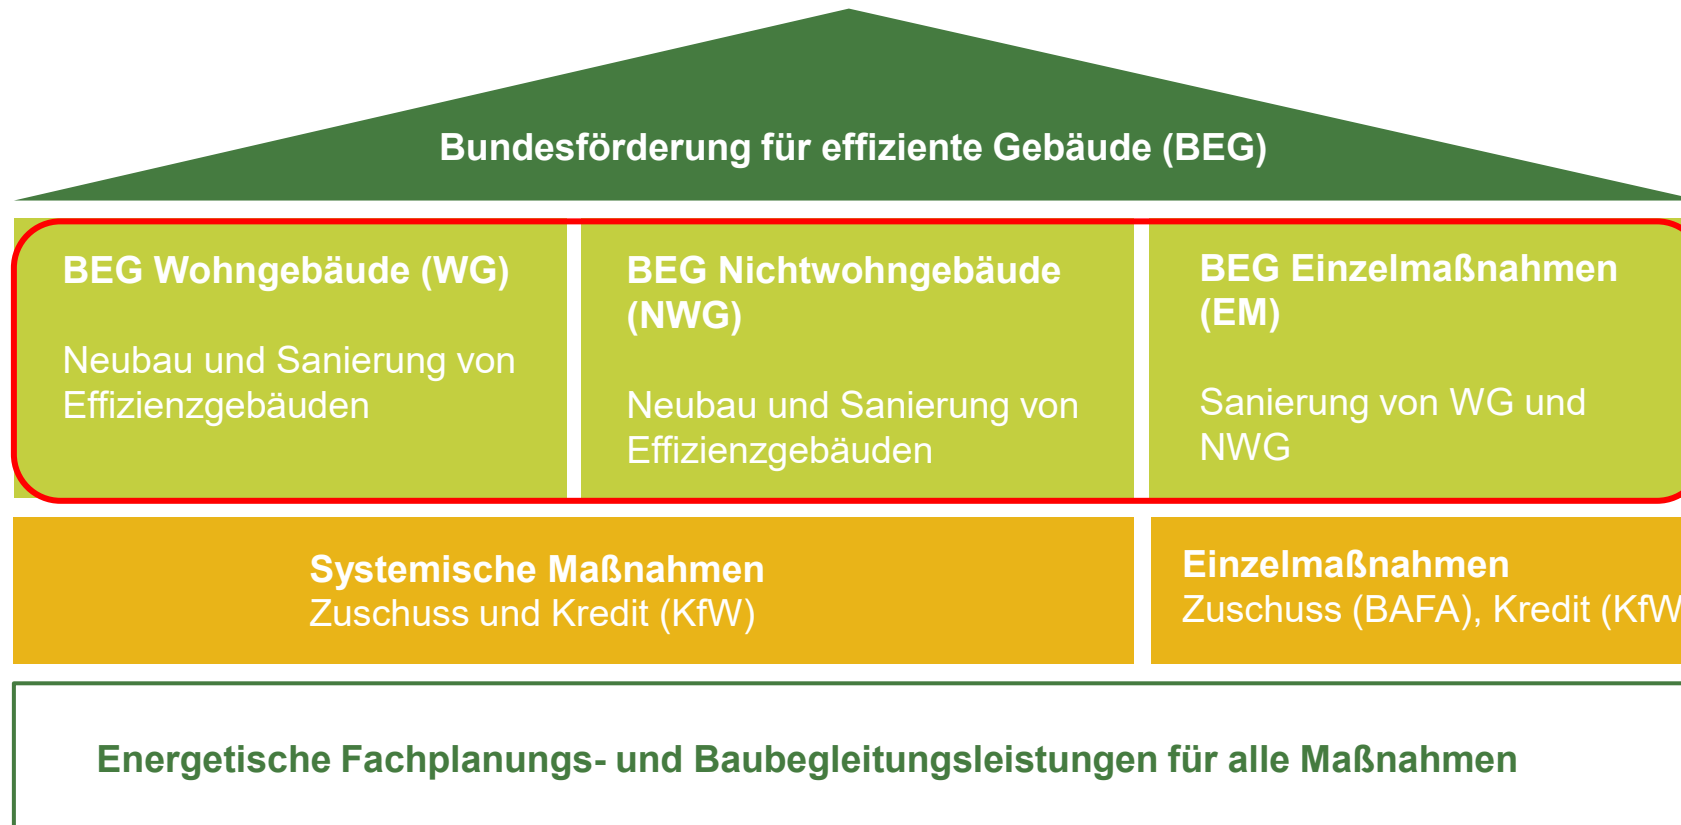 Bundesförderung für effiziente Gebäude (BEG)
BEG Wohngebäude (WG)
Neubau und Sanierung von
Effizienzgebäuden
BEG Nichtwohngebäude
(NWG)
Neubau und Sanierung von
Effizienzgebäuden
BEG Einzelmaßnahmen
(EM)
Sanierung von WG und
NWG
Systemische Maßnahmen
Zuschuss und Kredit (KfW)
Einzelmaßnahmen
Zuschuss (BAFA), Kredit (KfW
Energetische Fachplanungs- und Baubegleitungsleistungen für alle Maßnahmen